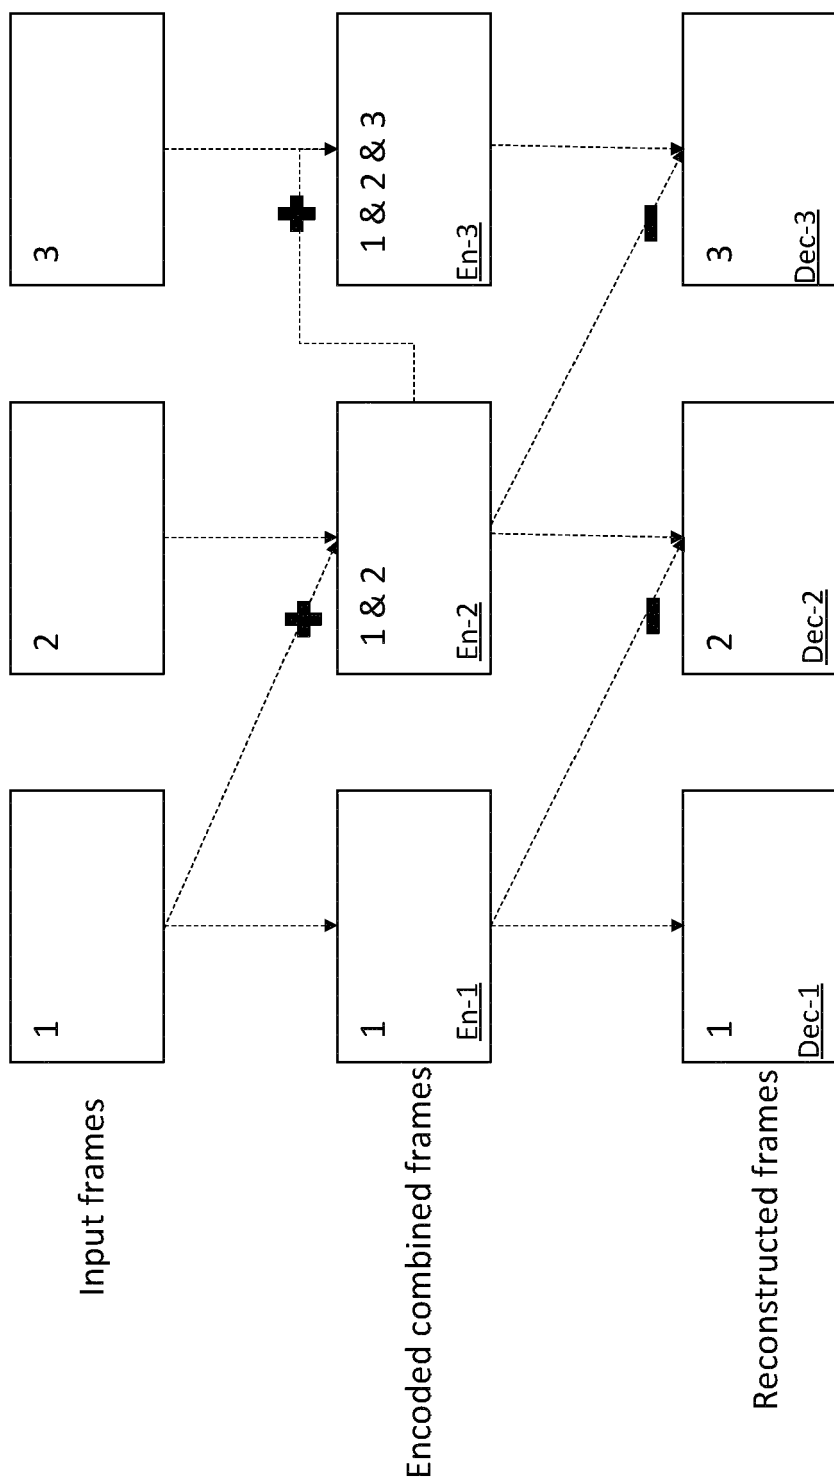 Input frames
1
2
3
Encoded combined frames
1
En-1
1 & 2
En-2
1 & 2 & 3
En-3
Reconstructed frames
1
Dec-1
2
Dec-2
3
Dec-3